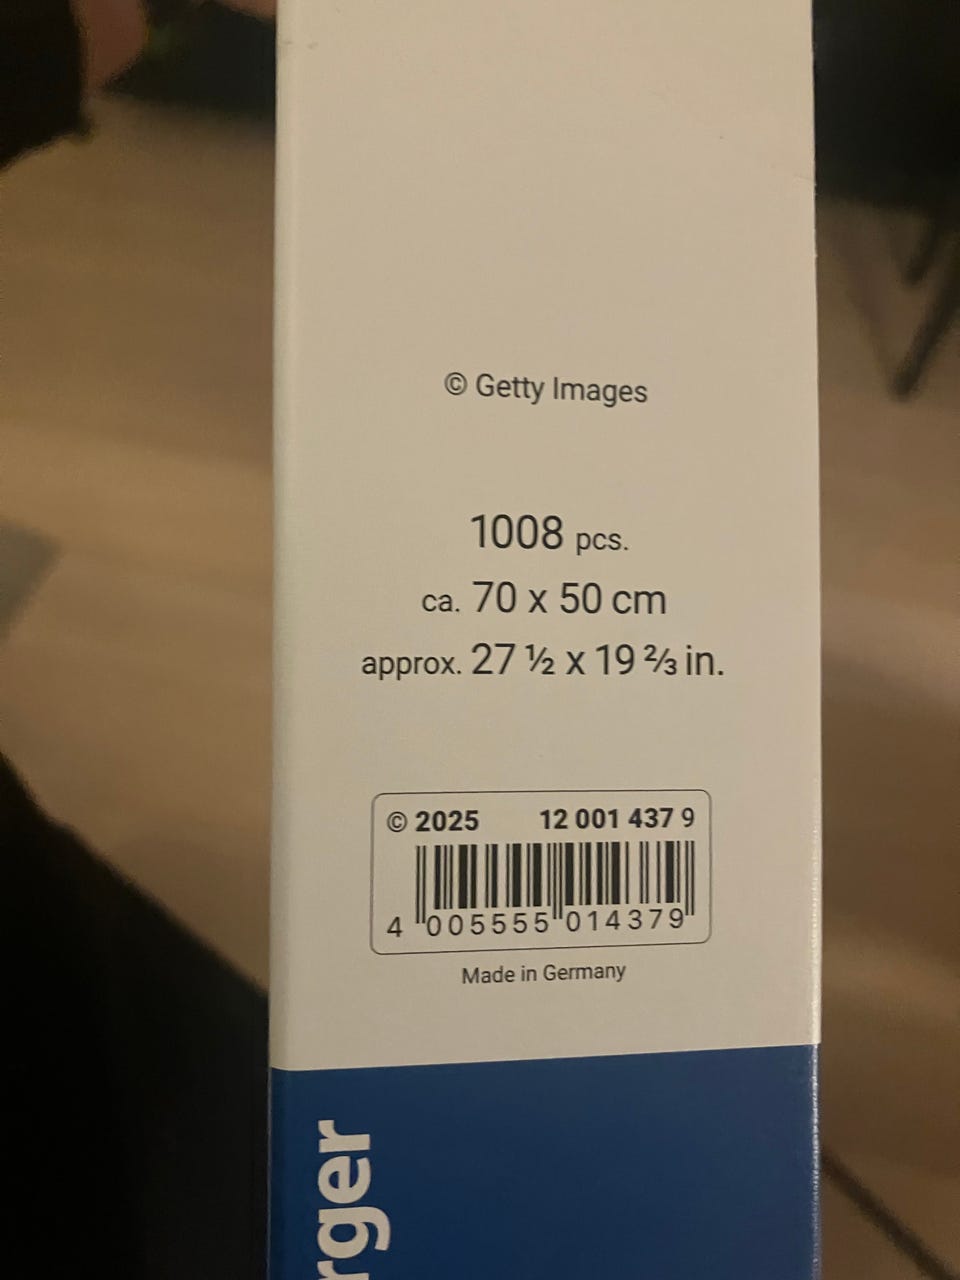 © Getty Images
1008 pcs.
ca. 70 x 50 cm
approx. 27 ½ x 19 ⅔ in.
© 2025 12 001 437 9
4 005555 014379
Made in Germany
rger